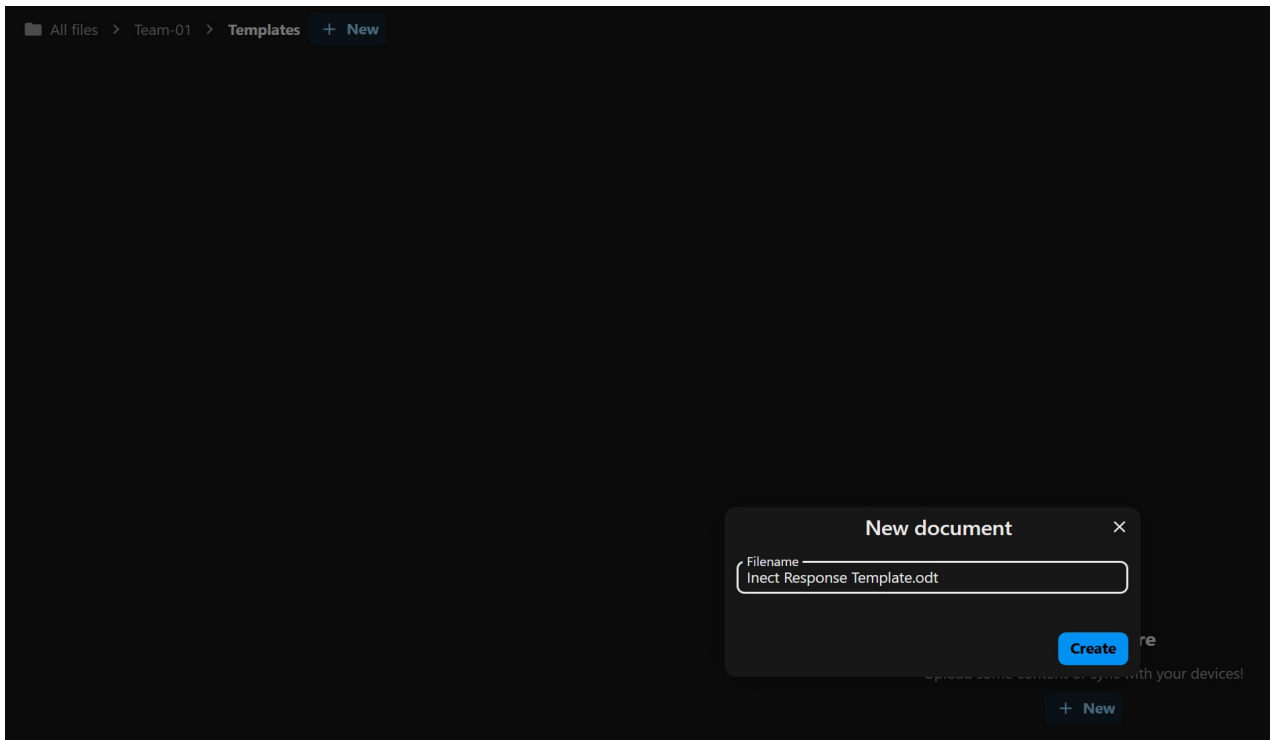 All files > Team-01 > Templates + New
New document
Filename
Inect Response Template.odt
Create
re
with your devices!
+ New